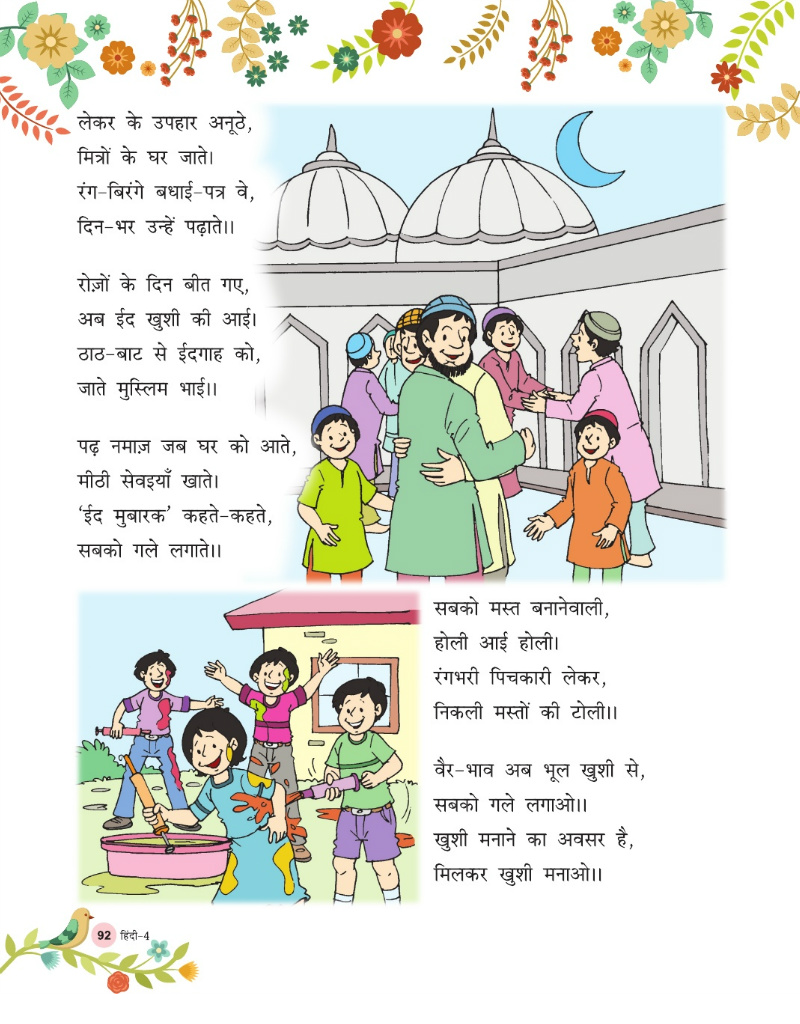 लेकर के उपहार अनूठे,
मित्रों के घर जाते।
रंग-बिरंगे बधाई-पत्र वे,
दिन-भर उन्हें पढ़ाते।।
रोज़ों के दिन बीत गए,
अब ईद खुशी की आई।
ठाठ-बाट से ईदगाह को,
जाते मुस्लिम भाई।।
पढ़ नमाज़ जब घर को आते,
मीठी सेवइयाँ खाते।
‘ईद मुबारक’ कहते-कहते,
सबको गले लगाते।।
सबको मस्त बनानेवाली,
होली आई होली।
रंगभरी पिचकारी लेकर,
निकली मस्तों की टोली।।
वैर-भाव अब भूल खुशी से,
सबको गले लगाओ।।
खुशी मनाने का अवसर है,
मिलकर खुशी मनाओ।।
92 हिंदी-4